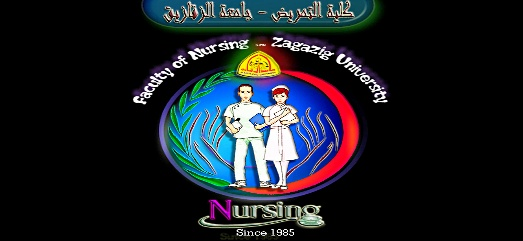 كلية التمريض - جامعة الزقازيق
Faculty of Nursing Zagazig University
Nursing
Since 1985